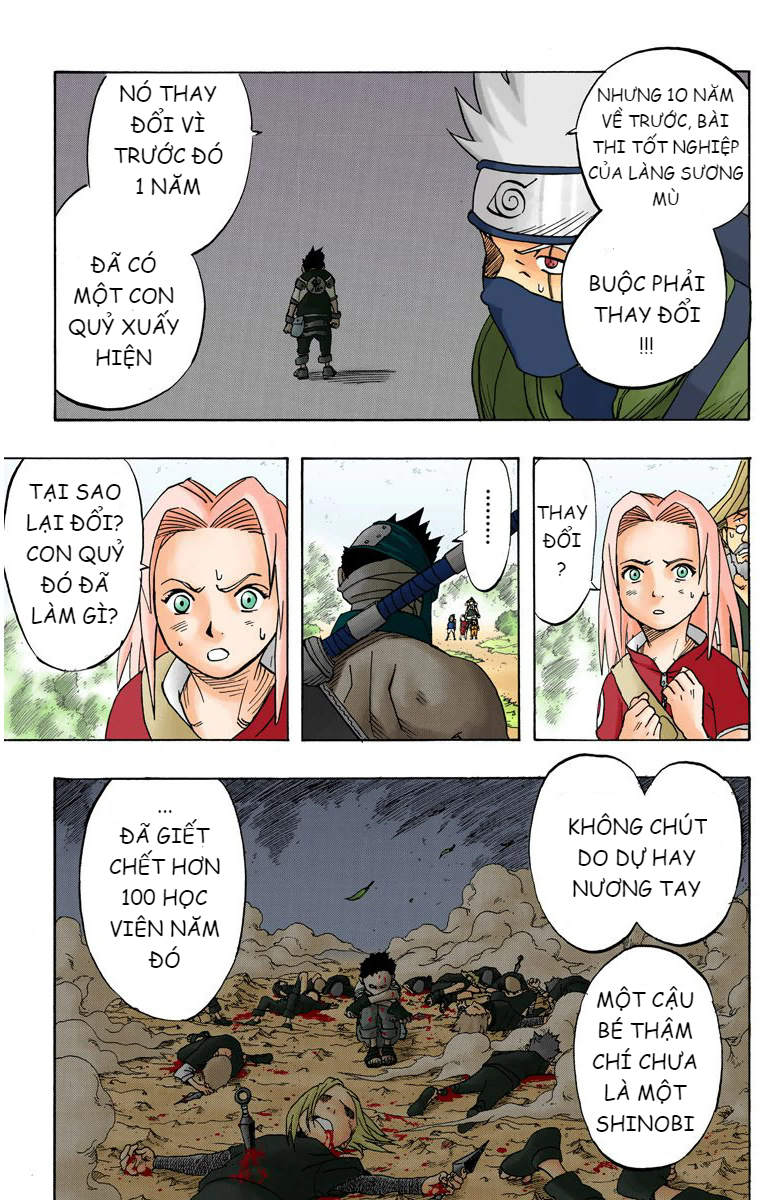 NHƯNG 10 NĂM
VỀ TRƯỚC, BÀI
THI TỐT NGHIỆP
CỦA LÀNG SƯƠNG
MÙ
BUỘC PHẢI
THAY ĐỔI
!!!
NÓ THAY
ĐỔI VÌ
TRƯỚC ĐÓ
1 NĂM
ĐÃ CÓ
MỘT CON
QUỶ XUẤY
HIỆN
THAY
ĐỔI
?
.........
TẠI SAO
LẠI ĐỔI?
CON QUỶ
ĐÓ ĐÃ
LÀM GÌ?
KHÔNG CHÚT
DO DỰ HAY
NƯƠNG TAY
MỘT CẬU
BÉ THẬM
CHÍ CHƯA
LÀ MỘT
SHINOBI
...
ĐÃ GIẾT
CHẾT HƠN
100 HỌC
VIÊN NĂM
ĐÓ